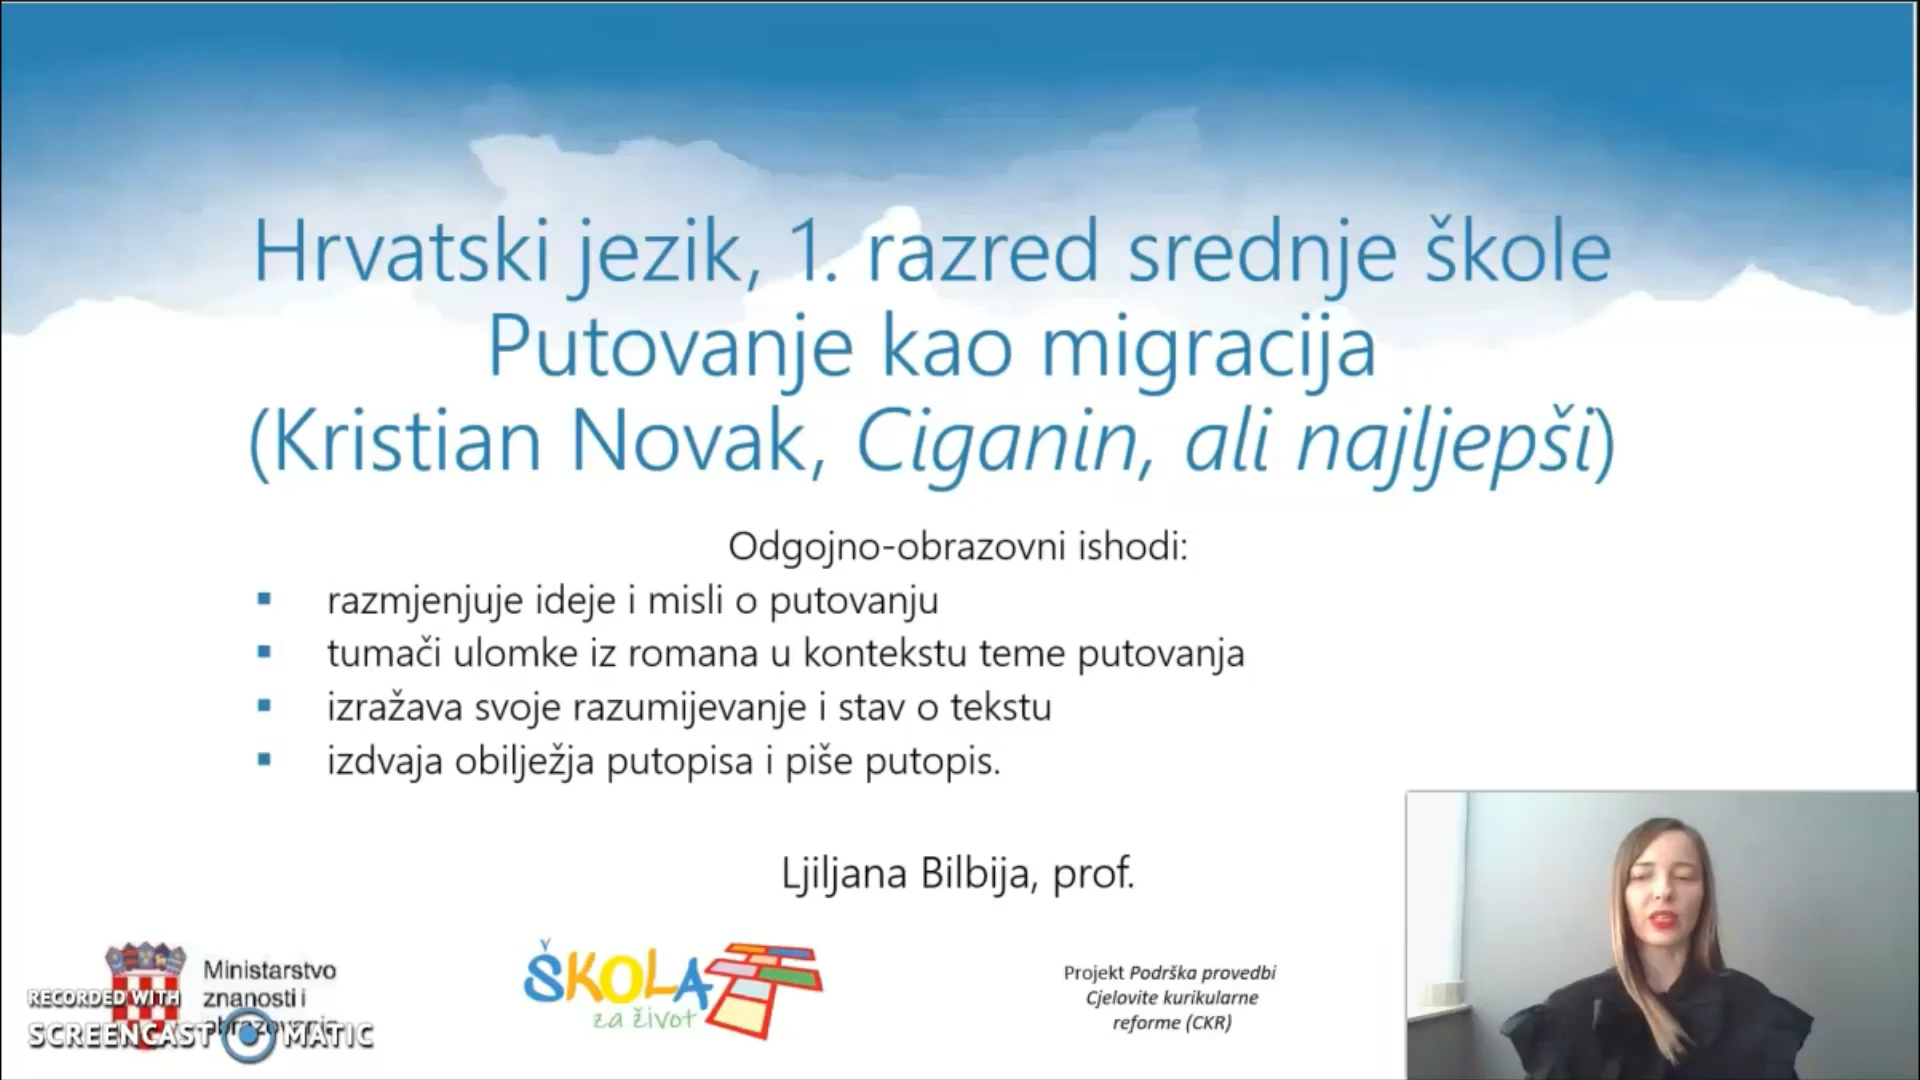 Hrvatski jezik, 1. razred srednje škole
Putovanje kao migracija
(Kristian Novak, Ciganin, ali najljepši)
Odgojno-obrazovni ishodi:
razmjenjuje ideje i misli o putovanju
tumači ulomke iz romana u kontekstu teme putovanja
izražava svoje razumijevanje i stav o tekstu
izdvaja obilježja putopisa i piše putopis.
Ljiljana Bilbija, prof.
Ministarstvo
znanosti i
obrazovanja
RECORDED WITH
SCREENCAST MATIC
ŠKOLA
za život
Projekt Podrška provedbi
Cjelovite kurikularne
reforme (CKR)